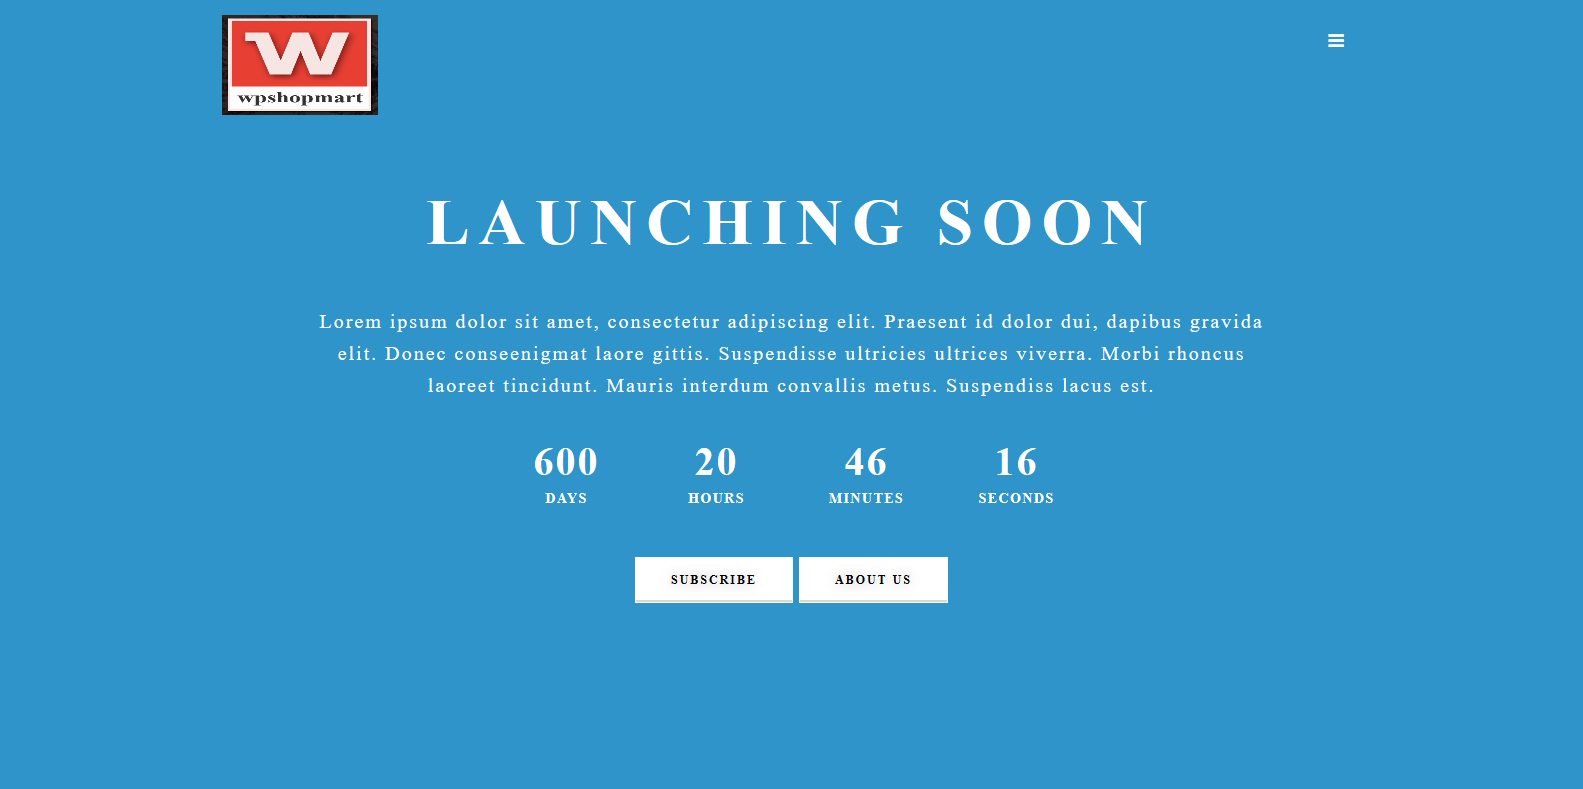 W
wpshopmart
LAUNCHING SOON
Lorem ipsum dolor sit amet, consectetur adipiscing elit. Praesent id dolor dui, dapibus gravida
elit. Donec conseenigmat laore gittis. Suspendisse ultricies ultrices viverra. Morbi rhoncus
laoreet tincidunt. Mauris interdum convallis metus. Suspendiss lacus est.
600 20 46 16
DAYS HOURS MINUTES SECONDS
SUBSCRIBE ABOUT US